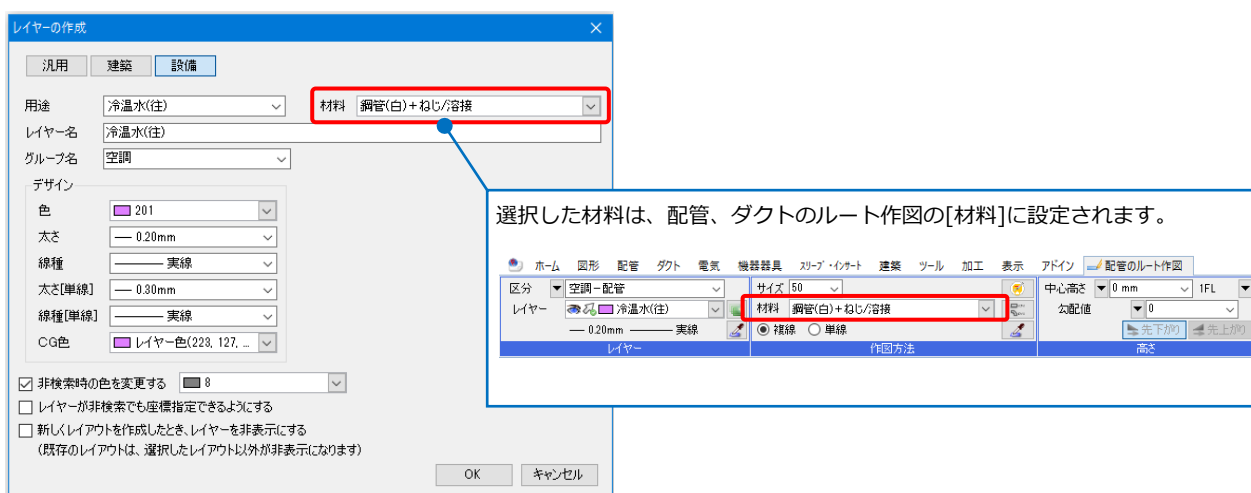 レイヤーの作成
汎用 建築 設備
用途 冷温水(往) 材料 鋼管(白)+ねじ/溶接
レイヤー名 冷温水(往)
グループ名 空調
デザイン
色 201
太さ 0.20mm
線種 実線
太さ[単線] 0.30mm
線種[単線] 実線
CG色 レイヤー色(223, 127, ...
非検索時の色を変更する 8
レイヤーが非検索でも座標指定できるようにする
新しくレイアウトを作成したとき、レイヤーを非表示にする
(既存のレイアウトは、選択したレイアウト以外が非表示になります)
OK キャンセル
選択した材料は、配管、ダクトのルート作図の[材料]に設定されます。
ホーム 図形 配管 ダクト 電気 機器器具 スリーブ・インサート 建築 ツール 加工 表示 アドイン 配管のルート作図
区分 空調-配管 サイズ 50 中心高さ 0 mm 1FL
レイヤー 冷温水(往) 材料 鋼管(白)+ねじ/溶接 勾配値 0
0.20mm 実線 複線 単線 先下がり 先上がり
レイヤー 作図方法 高さ